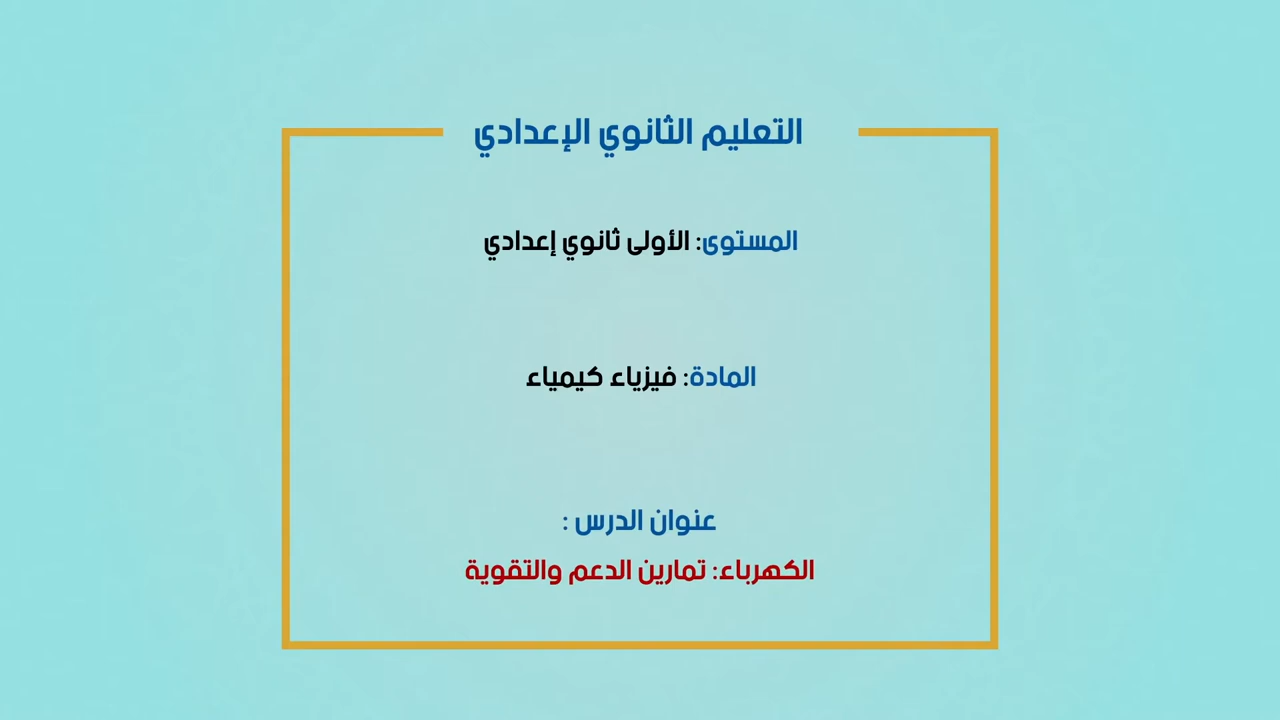 التعليم الثانوي الإعدادي
المستوى: الأولى ثانوي إعدادي
المادة: فيزياء كيمياء
عنوان الدرس :
الكهرباء: تمارين الدعم والتقوية